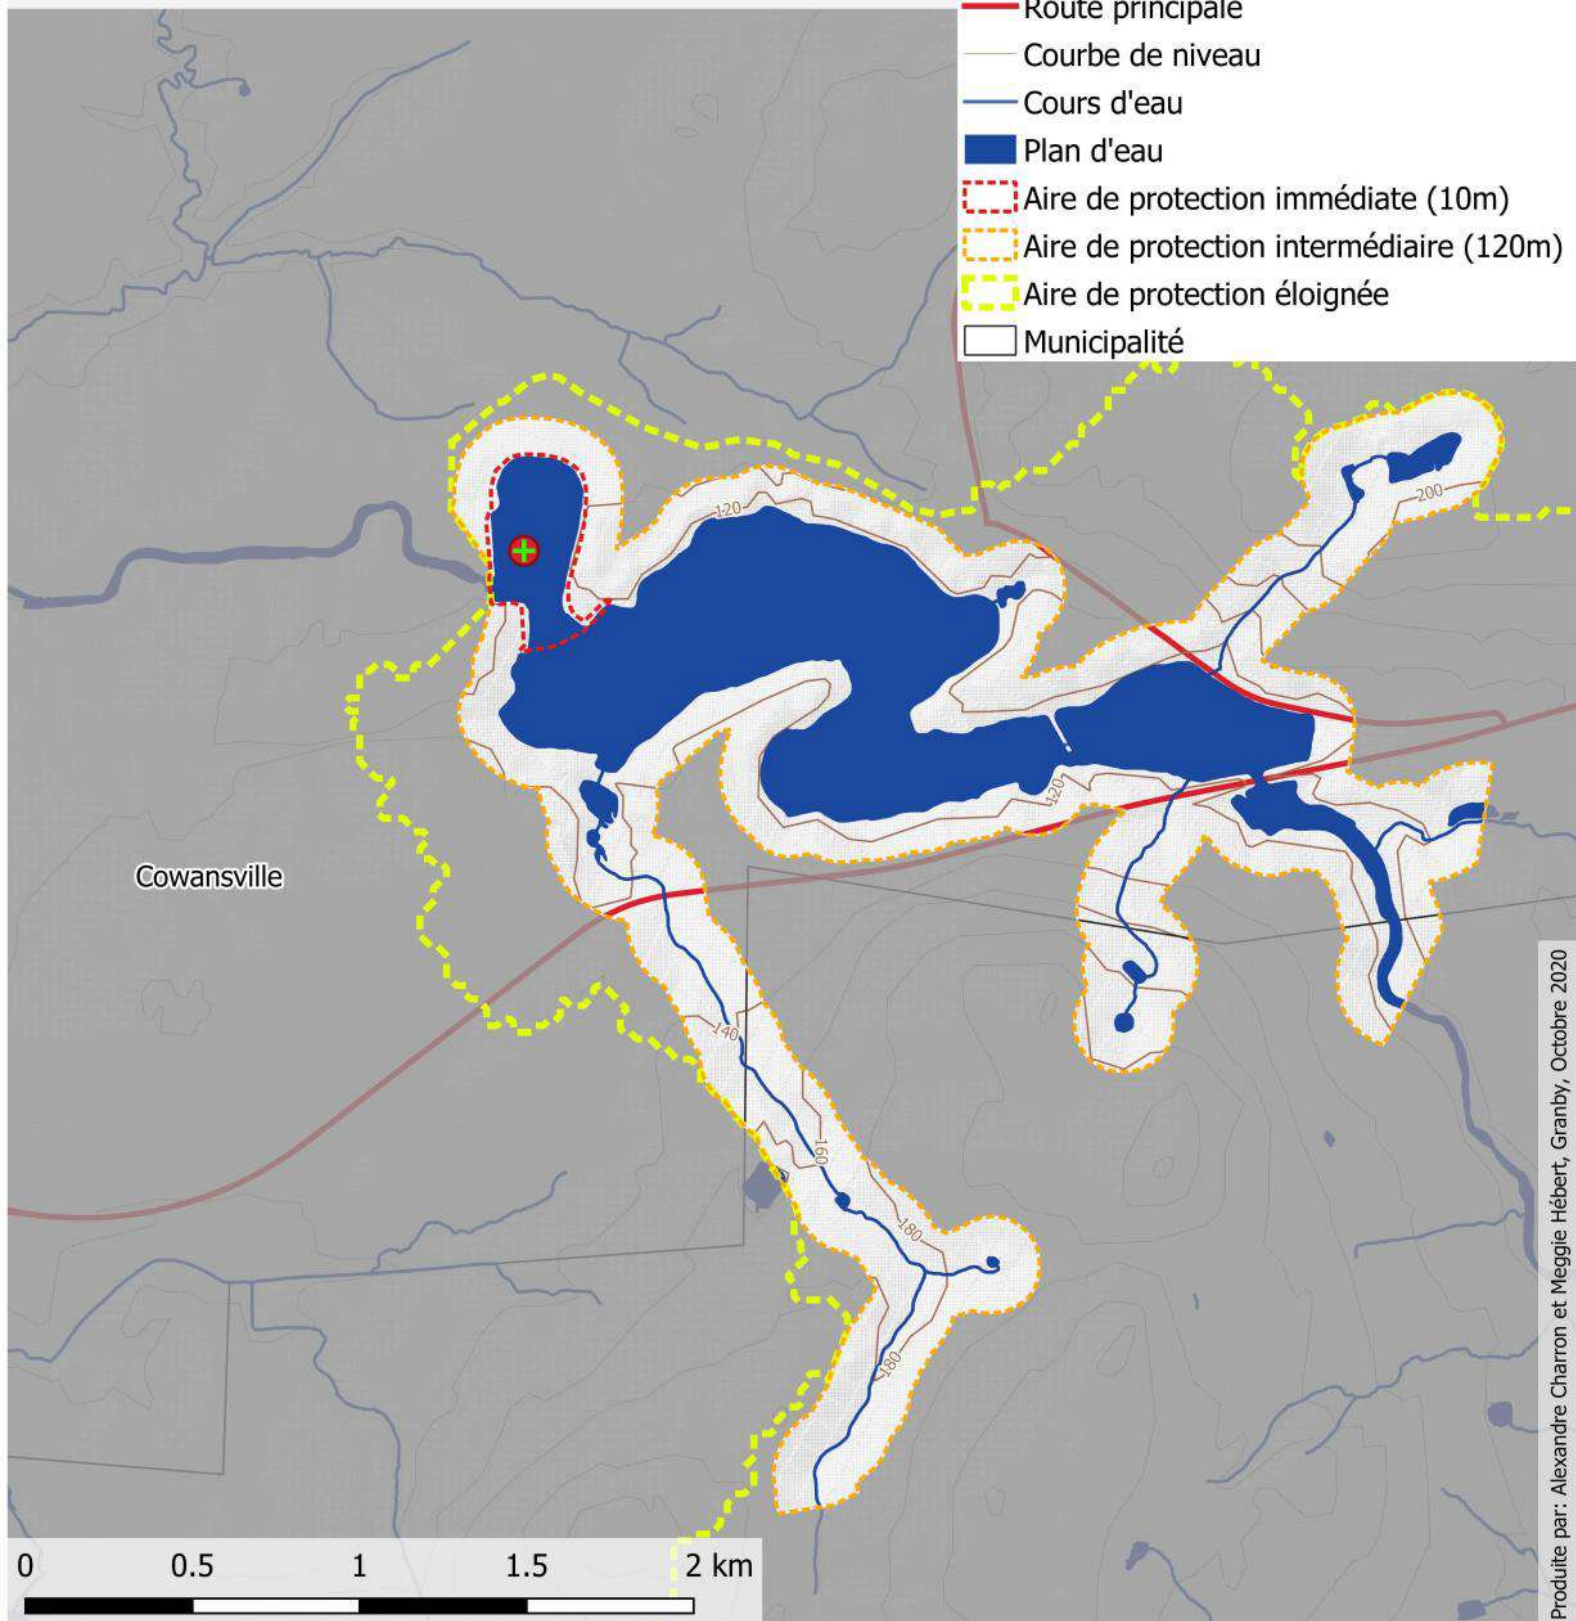 Route principale
Courbe de niveau
Cours d'eau
Plan d'eau
Aire de protection immédiate (10m)
Aire de protection intermédiaire (120m)
Aire de protection éloignée
Municipalité
200
120
120
Cowansville
140
160
180
180
0 0.5 1 1.5 2 km
Produite par: Alexandre Charron et Meggie Hébert, Granby, Octobre 2020